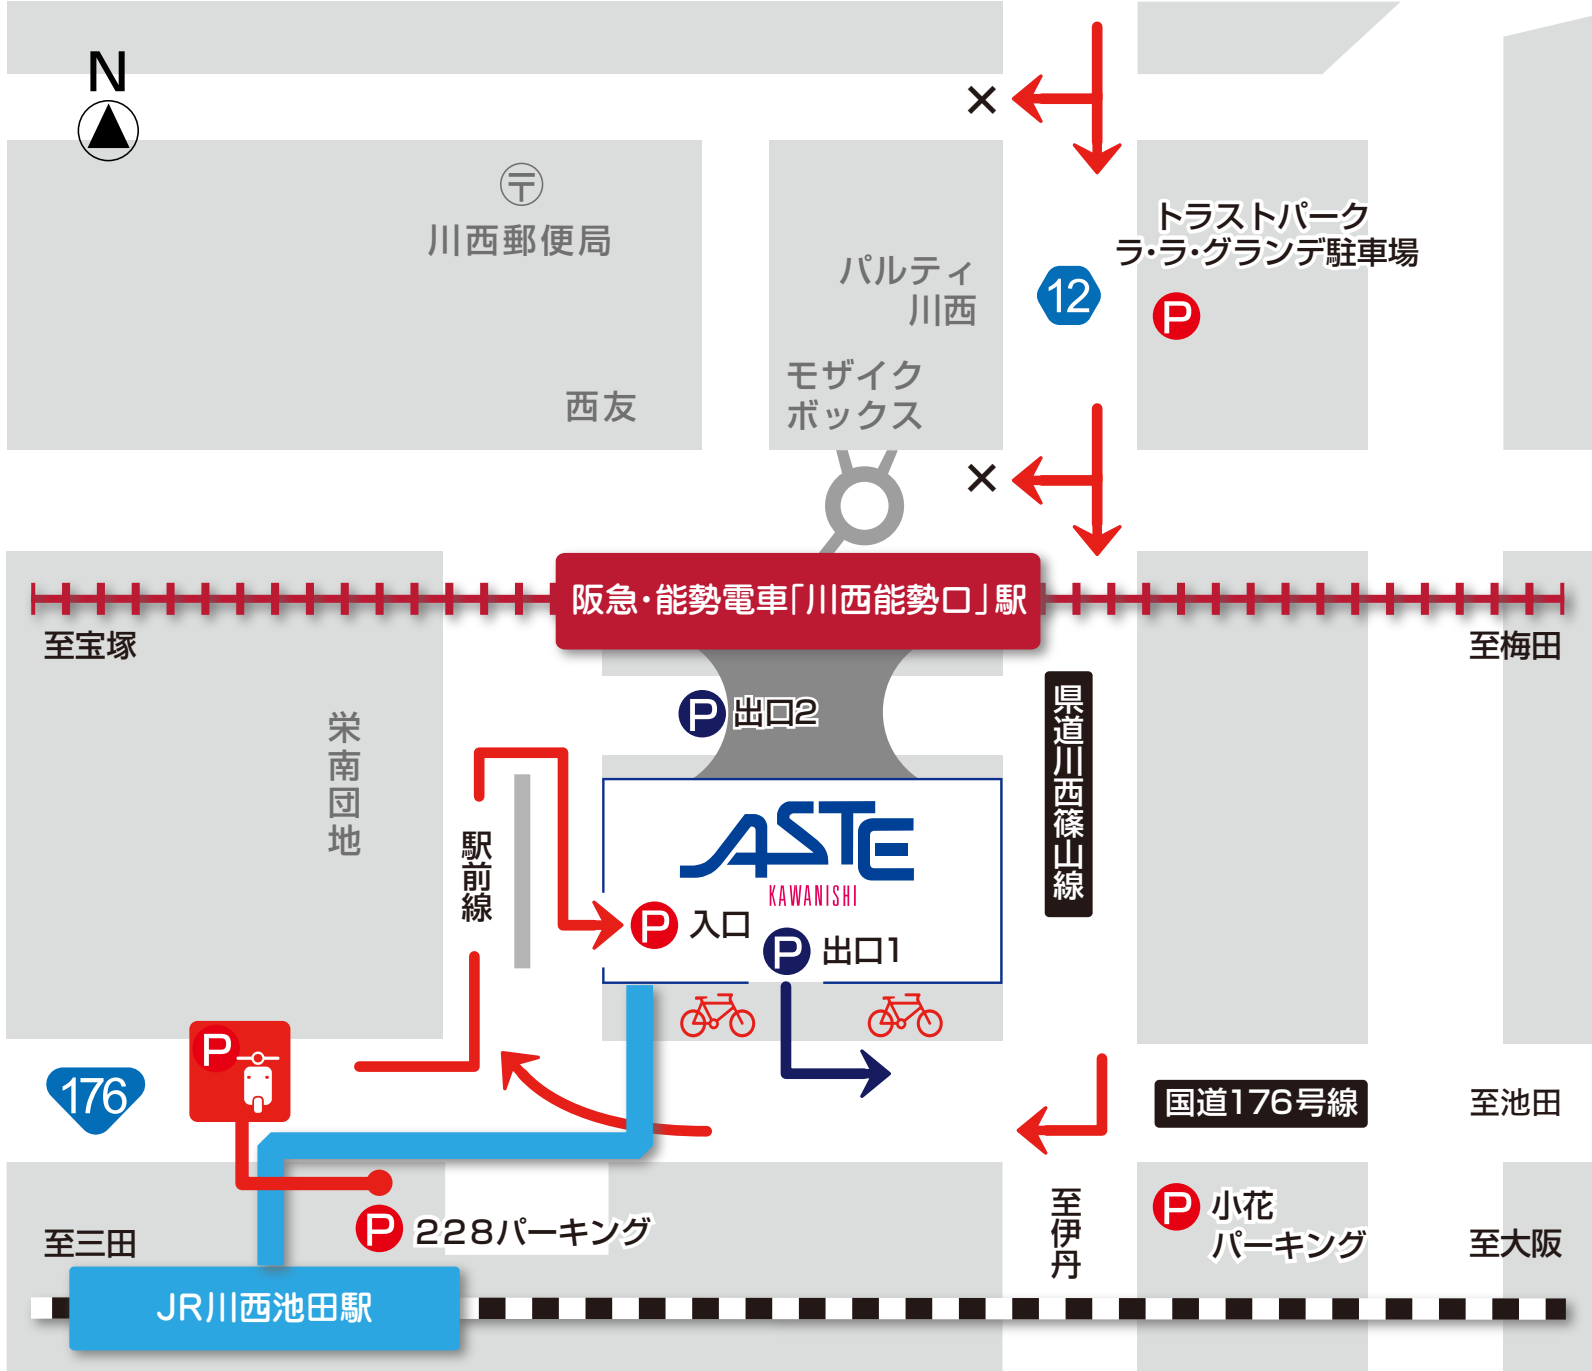 N
〒
川西郵便局
トラストパーク
ラ・ラ・グランデ駐車場
P
パルティ
川西
12
モザイク
ボックス
西友
×
×
阪急・能勢電車「川西能勢口」駅
至宝塚
至梅田
P 出口2
県道川西篠山線
栄南団地
駅前線
ASTE
KAWANISHI
P 入口
P 出口1
P
176
国道176号線
至池田
至伊丹
P 小花
パーキング
P 228パーキング
至三田
至大阪
JR川西池田駅